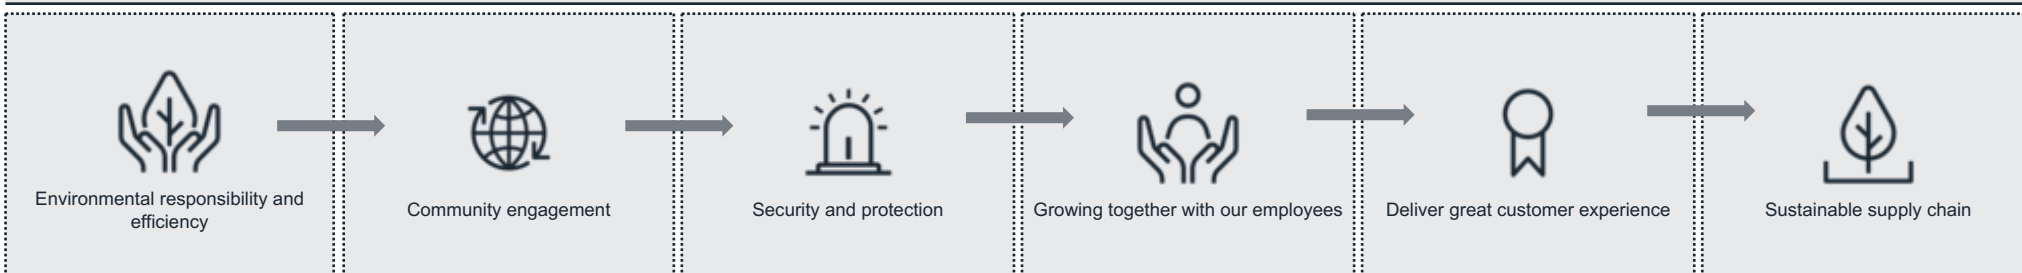 Environmental responsibility and
efficiency
Community engagement
Security and protection
Growing together with our employees
Deliver great customer experience
Sustainable supply chain